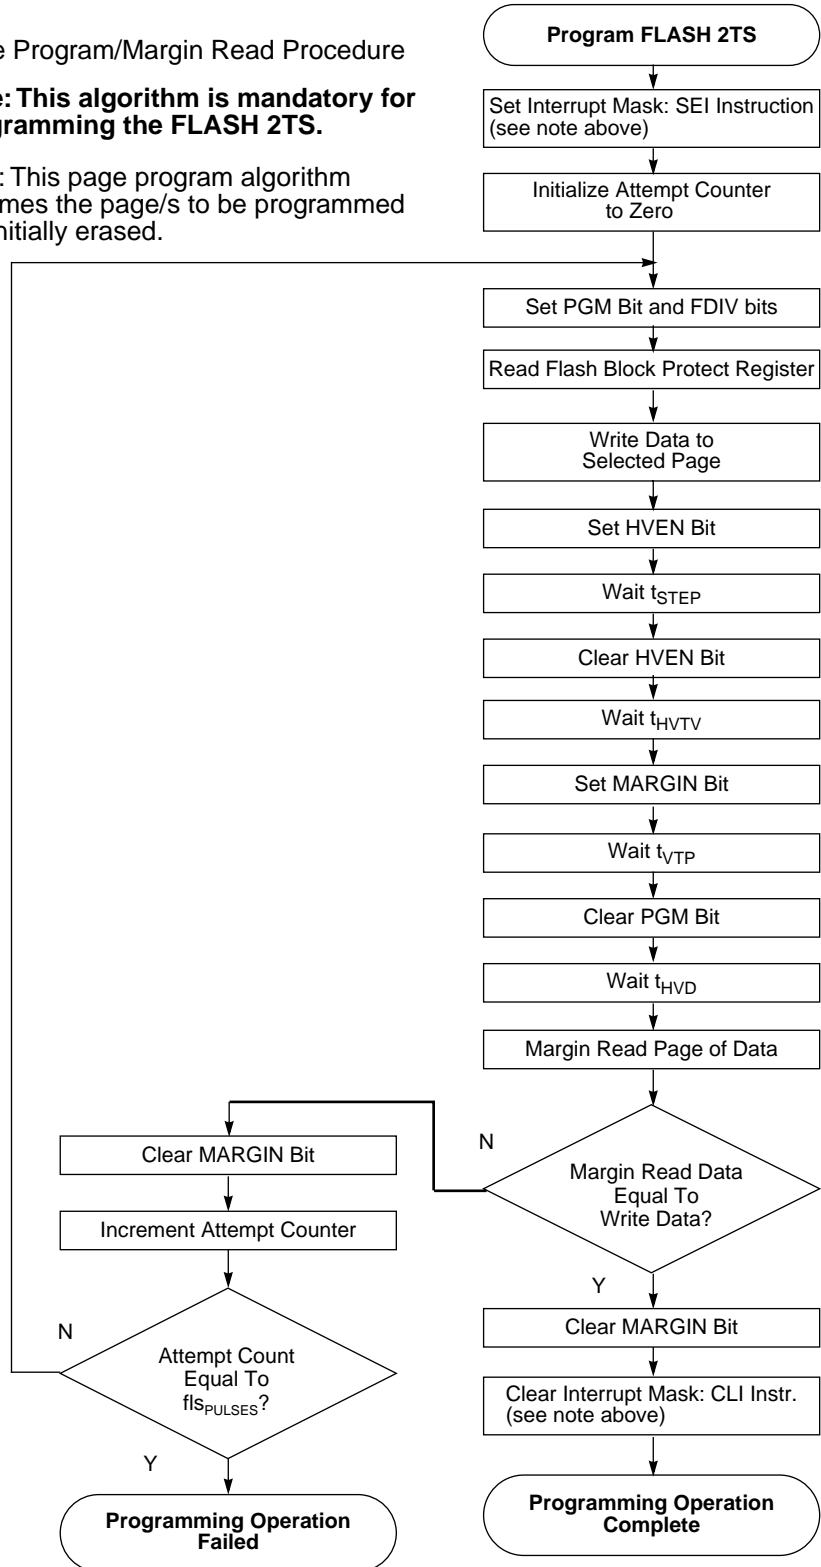 e Program/Margin Read Procedure
e: This algorithm is mandatory for
gramming the FLASH 2TS.
: This page program algorithm
mes the page/s to be programmed
nitially erased.
Program FLASH 2TS
Set Interrupt Mask: SEI Instruction
(see note above)
Initialize Attempt Counter
to Zero
Set PGM Bit and FDIV bits
Read Flash Block Protect Register
Write Data to
Selected Page
Set HVEN Bit
Wait tSTEP
Clear HVEN Bit
Wait tHVTV
Set MARGIN Bit
Wait tVTP
Clear PGM Bit
Wait tHVD
Margin Read Page of Data
N
Margin Read Data
Equal To
Write Data?
Y
Clear MARGIN Bit
Increment Attempt Counter
N
Attempt Count
Equal To
flsPULSES?
Y
Programming Operation
Failed
Clear MARGIN Bit
Clear Interrupt Mask: CLI Instr.
(see note above)
Programming Operation
Complete